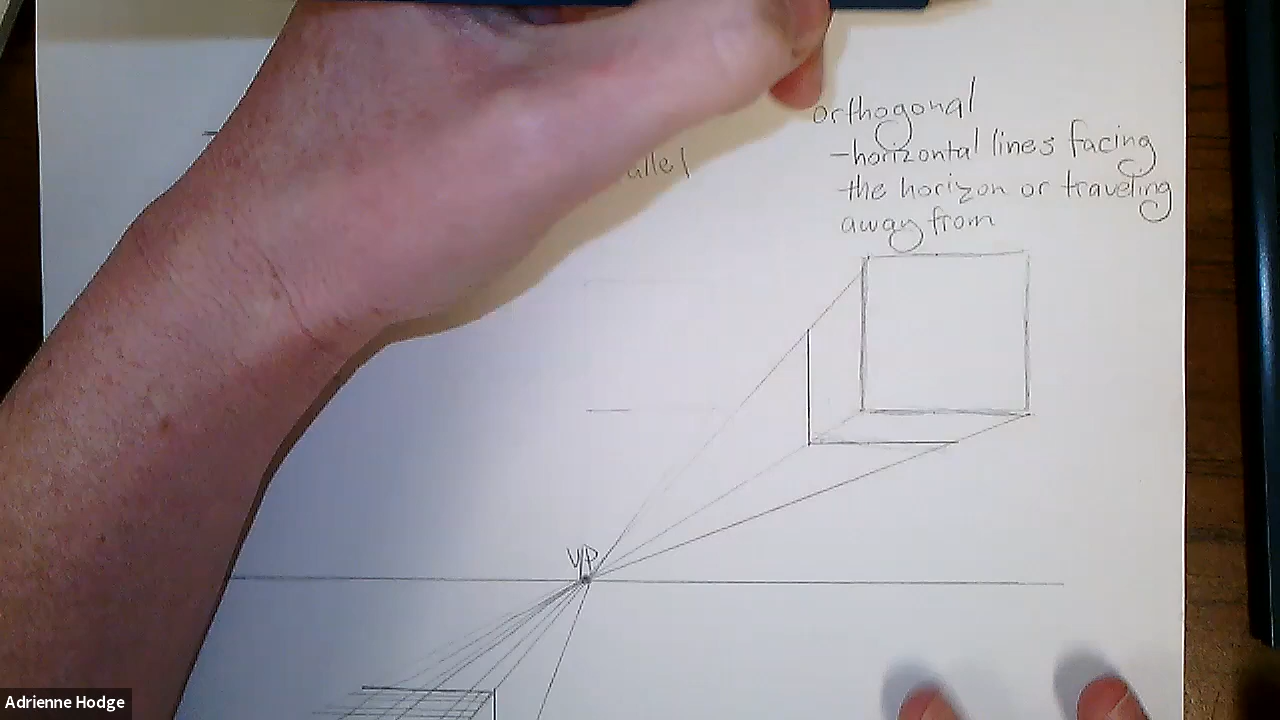 orthogonal
-horizontal lines facing
the horizon or traveling
away from
VP
Adrienne Hodge